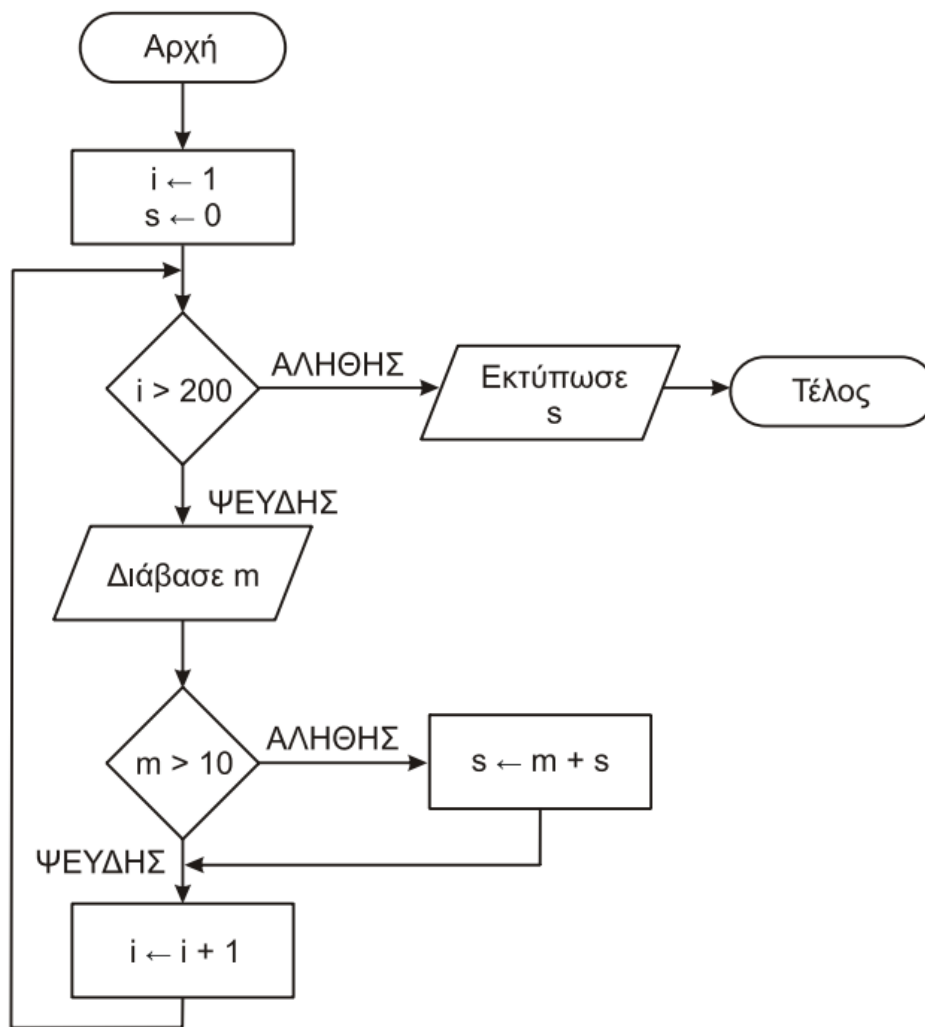 Αρχή
i ← 1
s ← 0
i > 200
ΑΛΗΘΗΣ
Εκτύπωσε
s
Τέλος
ΨΕΥΔΗΣ
Διάβασε m
m > 10
ΑΛΗΘΗΣ
s ← m + s
ΨΕΥΔΗΣ
i ← i + 1